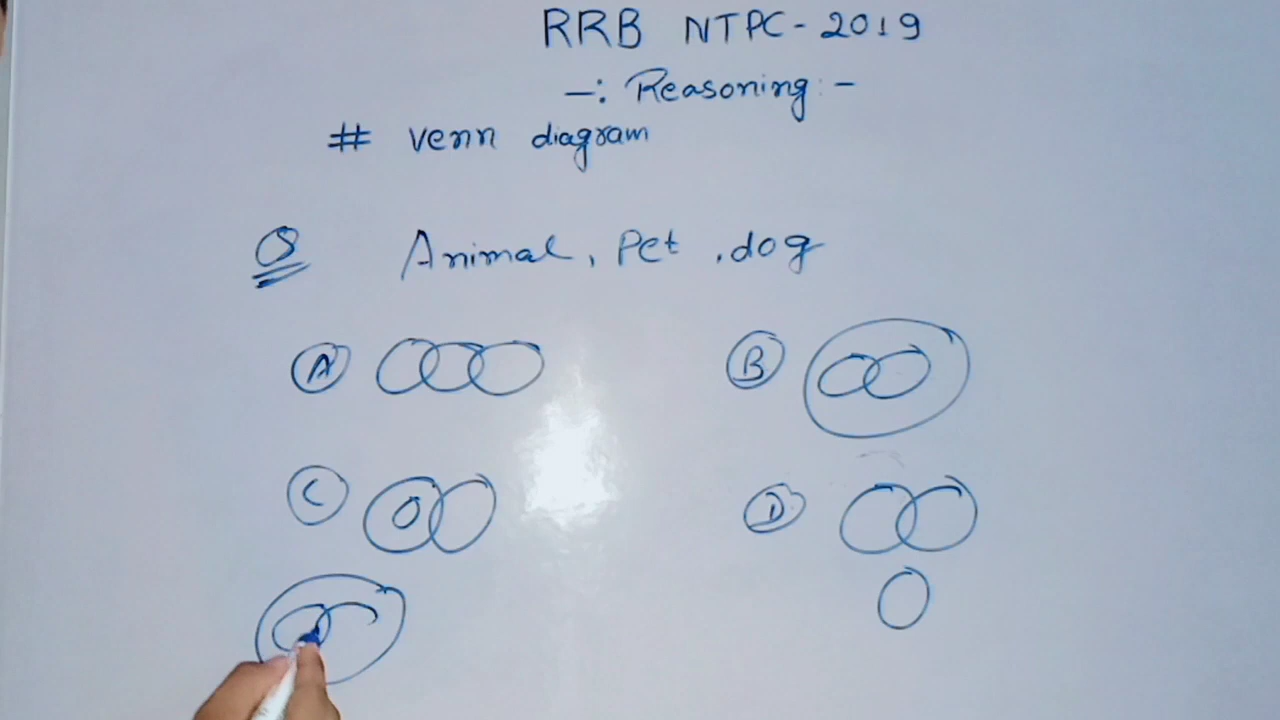 RRB NTPC-2019
-: Reasoning :-
# venn diagram
Q Animal, Pet, dog
A B
C D